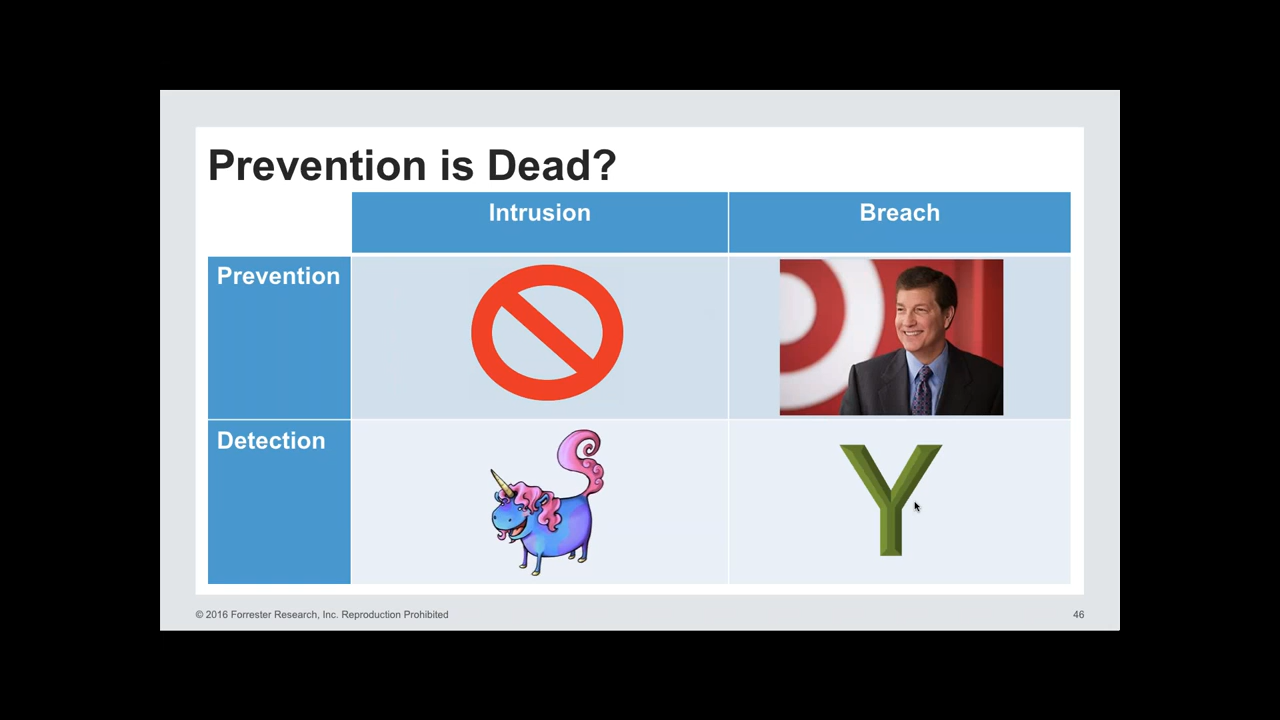 Prevention is Dead?
Intrusion
Breach
Prevention
Detection
Y
© 2016 Forrester Research, Inc. Reproduction Prohibited
46